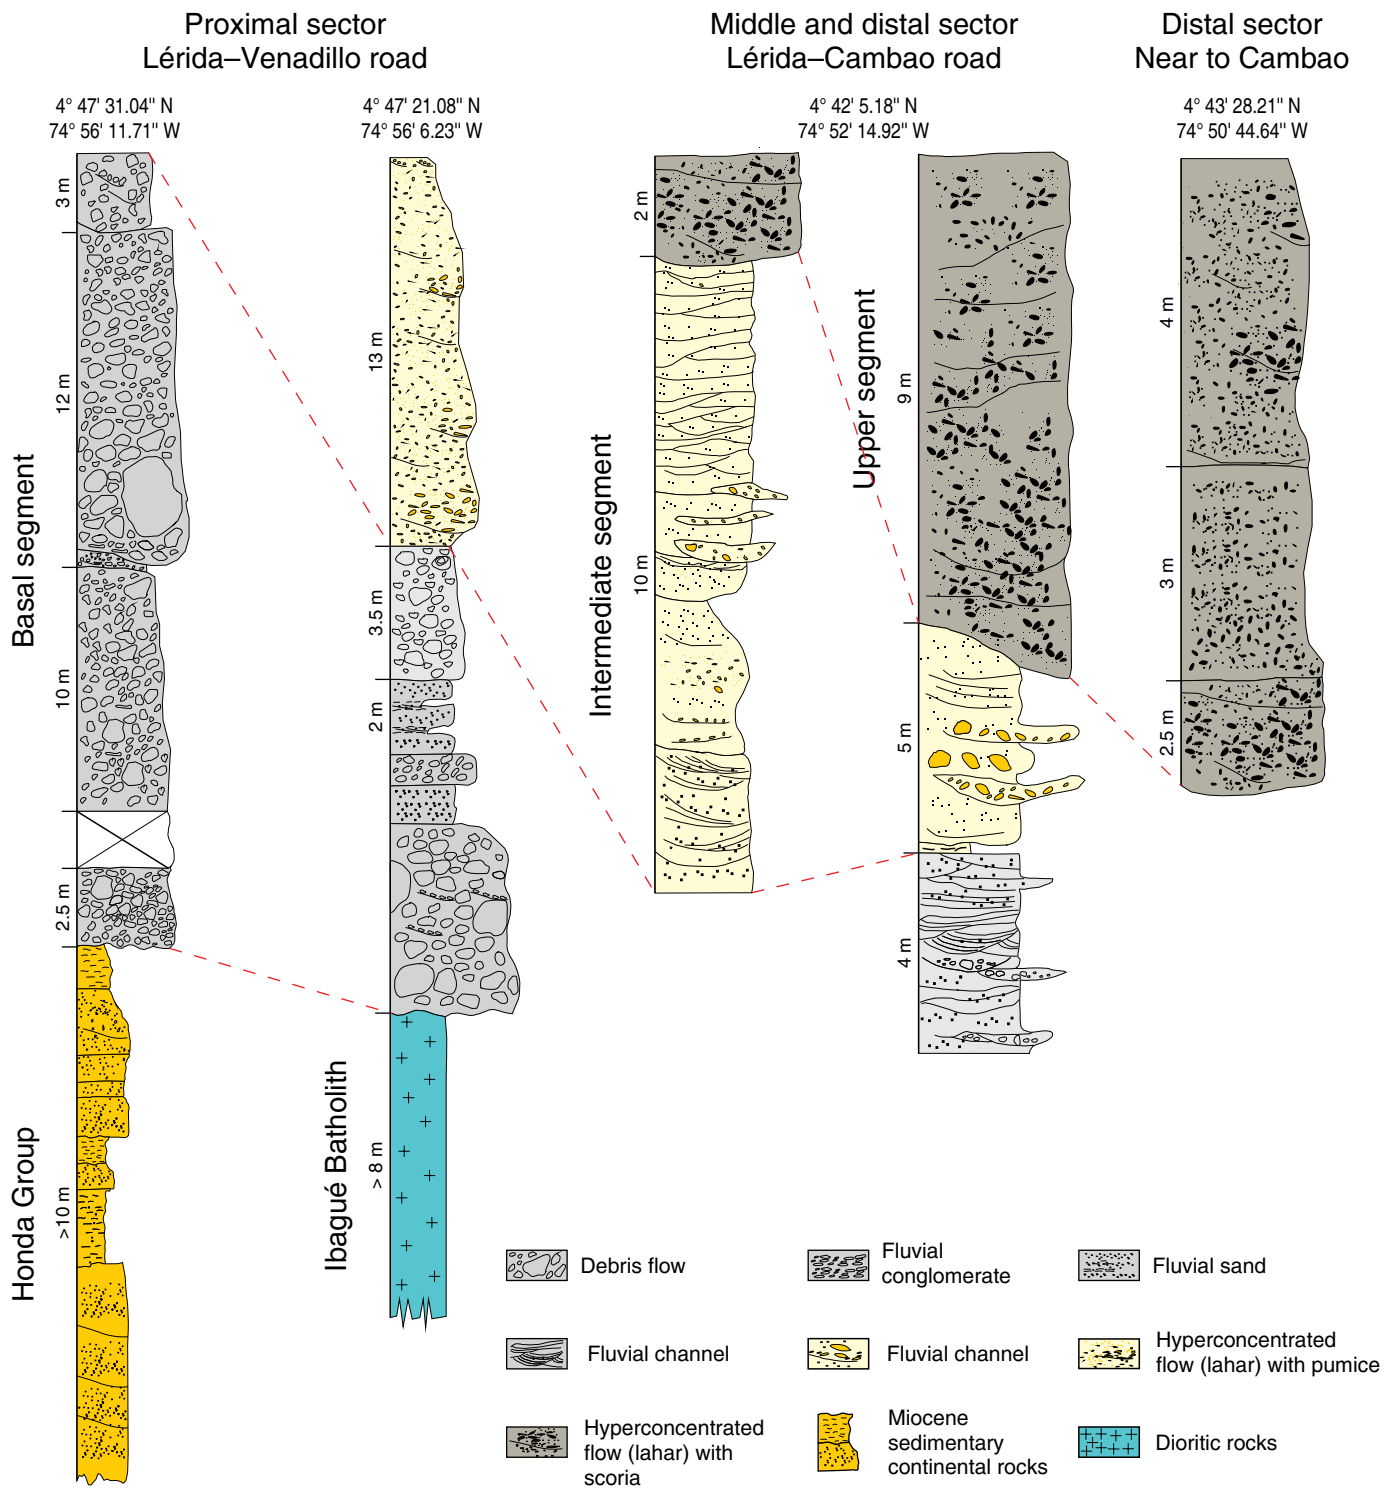 Proximal sector
Lérida–Venadillo road
Middle and distal sector
Lérida–Cambao road
Distal sector
Near to Cambao
4° 47' 31.04" N
74° 56' 11.71" W
4° 47' 21.08" N
74° 56' 6.23" W
4° 42' 5.18" N
74° 52' 14.92" W
4° 43' 28.21" N
74° 50' 44.64" W
Basal segment
3 m
12 m
10 m
2.5 m
Honda Group
>10 m
13 m
3.5 m
2 m
Ibagué Batholith
> 8 m
Intermediate segment
2 m
10 m
Upper segment
9 m
5 m
4 m
4 m
3 m
2.5 m
Debris flow
Fluvial
conglomerate
Fluvial sand
Fluvial channel
Fluvial channel
Hyperconcentrated
flow (lahar) with pumice
Hyperconcentrated
flow (lahar) with
scoria
Miocene
sedimentary
continental rocks
Dioritic rocks